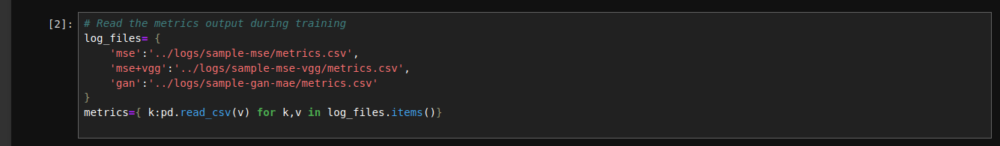 [2]: # Read the metrics output during training
log_files= {
    'mse':'../logs/sample-mse/metrics.csv',
    'mse+vgg':'../logs/sample-mse-vgg/metrics.csv',
    'gan':'../logs/sample-gan-mae/metrics.csv'
}
metrics={ k:pd.read_csv(v) for k,v in log_files.items()}